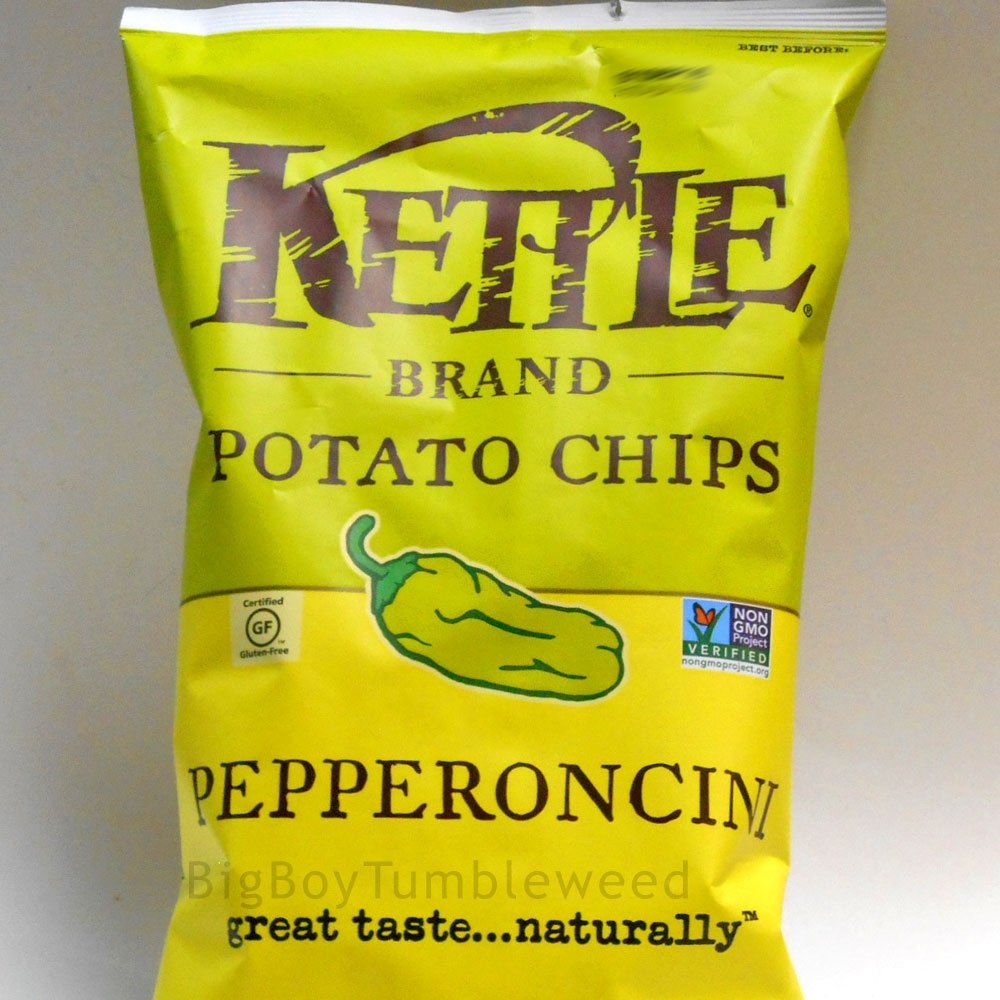 BEST BEFORE:
KETTLE®
BRAND
POTATO CHIPS
Certified
GF™
Gluten-Free
NON
GMO
Project
VERIFIED
nongmoproject.org
PEPPERONCINI
BigBoyTumbleweed
great taste...naturally™